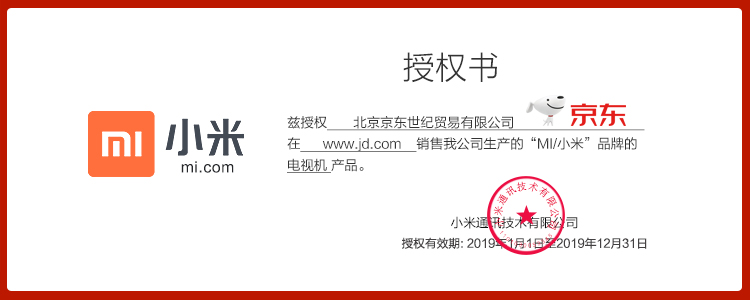 授权书
mi 小米
mi.com
京东
兹授权 北京京东世纪贸易有限公司
在 www.jd.com 销售我公司生产的“MI/小米”品牌的
电视机 产品。
小米通讯技术有限公司
小米通讯技术有限公司
授权有效期: 2019年1月1日至2019年12月31日